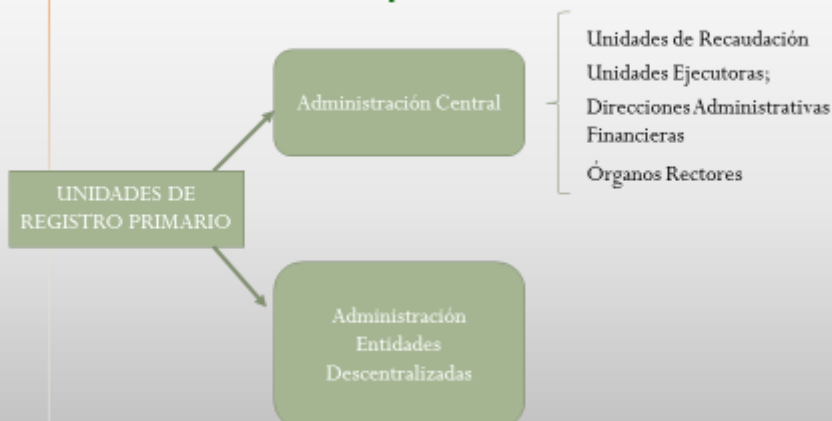 Administración Central
Unidades de Recaudación
Unidades Ejecutoras;
Direcciones Administrativas
Financieras
Órganos Rectores
UNIDADES DE
REGISTRO PRIMARIO
Administración
Entidades
Descentralizadas